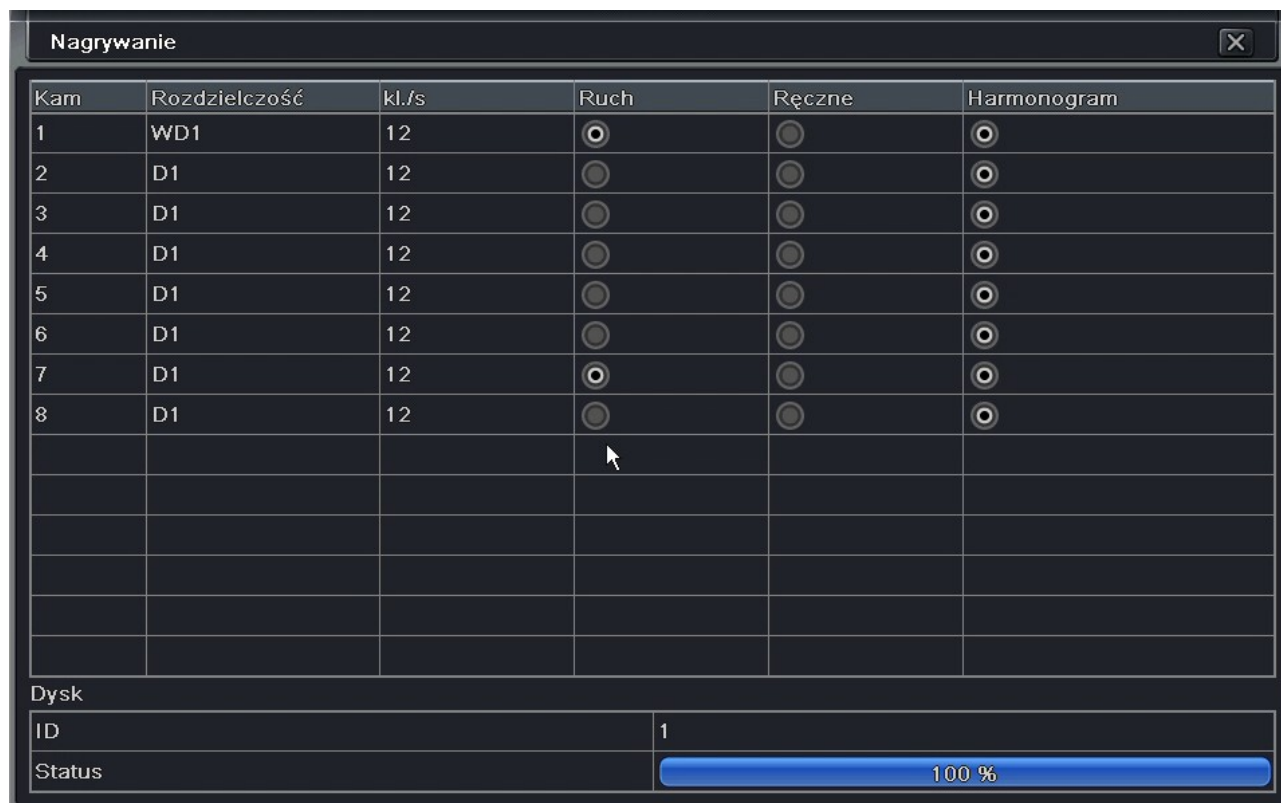 Nagrywanie
Kam Rozdzielczość kl./s Ruch Ręczne Harmonogram
1 WD1 12
2 D1 12
3 D1 12
4 D1 12
5 D1 12
6 D1 12
7 D1 12
8 D1 12
Dysk
ID 1
Status 100 %